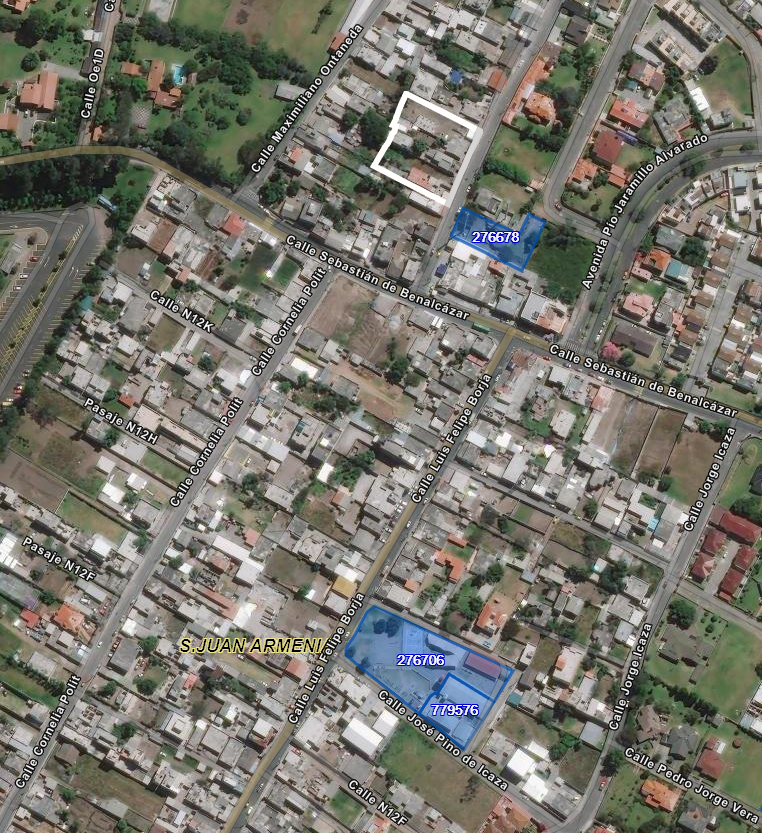 Ca
Calle Oe1D
Calle Maximiliano Ontaneda
Avenida Pío Jaramillo Alvarado
276678
Calle Sebastián de Benalcázar
Calle N12K
Calle Cornelia Polit
Calle Sebastián de Benalcázar
Pasaje N12H
Calle Cornelia Polit
Calle Luis Felipe Borja
Calle Jorge Icaza
Pasaje N12F
S.JUAN ARMENIA
Calle Luis Felipe Borja
276706
Calle Jorge Icaza
779576
Calle José Pino de Icaza
Calle Cornelia Polit
Calle Pedro Jorge Vera
Calle N12F